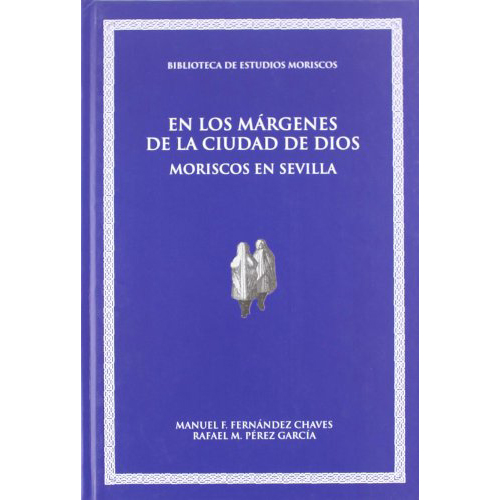 BIBLIOTECA DE ESTUDIOS MORISCOS
EN LOS MÁRGENES
DE LA CIUDAD DE DIOS
MORISCOS EN SEVILLA
MANUEL F. FERNÁNDEZ CHAVES
RAFAEL M. PÉREZ GARCÍA